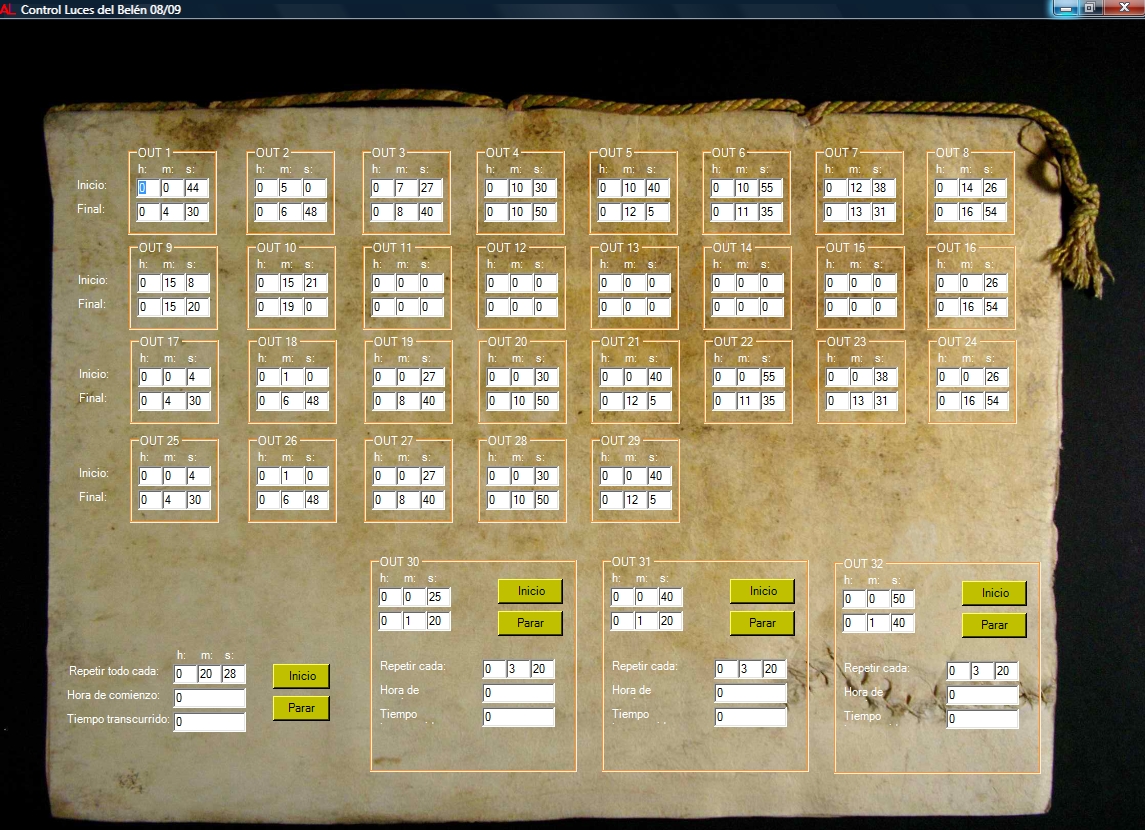 AL Control Luces del Belén 08/09
OUT 1 OUT 2 OUT 3 OUT 4 OUT 5 OUT 6 OUT 7 OUT 8
h: m: s: h: m: s: h: m: s: h: m: s: h: m: s: h: m: s: h: m: s: h: m: s:
Inicio: 0 0 44 0 5 0 0 7 27 0 10 30 0 10 40 0 10 55 0 12 38 0 14 26
Final: 0 4 30 0 6 48 0 8 40 0 10 50 0 12 5 0 11 35 0 13 31 0 16 54
OUT 9 OUT 10 OUT 11 OUT 12 OUT 13 OUT 14 OUT 15 OUT 16
h: m: s: h: m: s: h: m: s: h: m: s: h: m: s: h: m: s: h: m: s: h: m: s:
Inicio: 0 15 8 0 15 21 0 0 0 0 0 0 0 0 0 0 0 0 0 0 0 0 0 26
Final: 0 15 20 0 19 0 0 0 0 0 0 0 0 0 0 0 0 0 0 0 0 0 16 54
OUT 17 OUT 18 OUT 19 OUT 20 OUT 21 OUT 22 OUT 23 OUT 24
h: m: s: h: m: s: h: m: s: h: m: s: h: m: s: h: m: s: h: m: s: h: m: s:
Inicio: 0 0 4 0 1 0 0 0 27 0 0 30 0 0 40 0 0 55 0 0 38 0 0 26
Final: 0 4 30 0 6 48 0 8 40 0 10 50 0 12 5 0 11 35 0 13 31 0 16 54
OUT 25 OUT 26 OUT 27 OUT 28 OUT 29
h: m: s: h: m: s: h: m: s: h: m: s: h: m: s:
Inicio: 0 0 4 0 1 0 0 0 27 0 0 30 0 0 40
Final: 0 4 30 0 6 48 0 8 40 0 10 50 0 12 5
h: m: s:
Repetir todo cada: 0 20 28 Inicio
Hora de comienzo: 0
Parar
Tiempo transcurrido: 0
OUT 30
h: m: s:
0 0 25 Inicio
0 1 20 Parar
Repetir cada: 0 3 20
Hora de 0
Tiempo 0
OUT 31
h: m: s:
0 0 40 Inicio
0 1 20 Parar
Repetir cada: 0 3 20
Hora de 0
Tiempo 0
OUT 32
h: m: s:
0 0 50 Inicio
0 1 40 Parar
Repetir cada: 0 3 20
Hora de 0
Tiempo 0